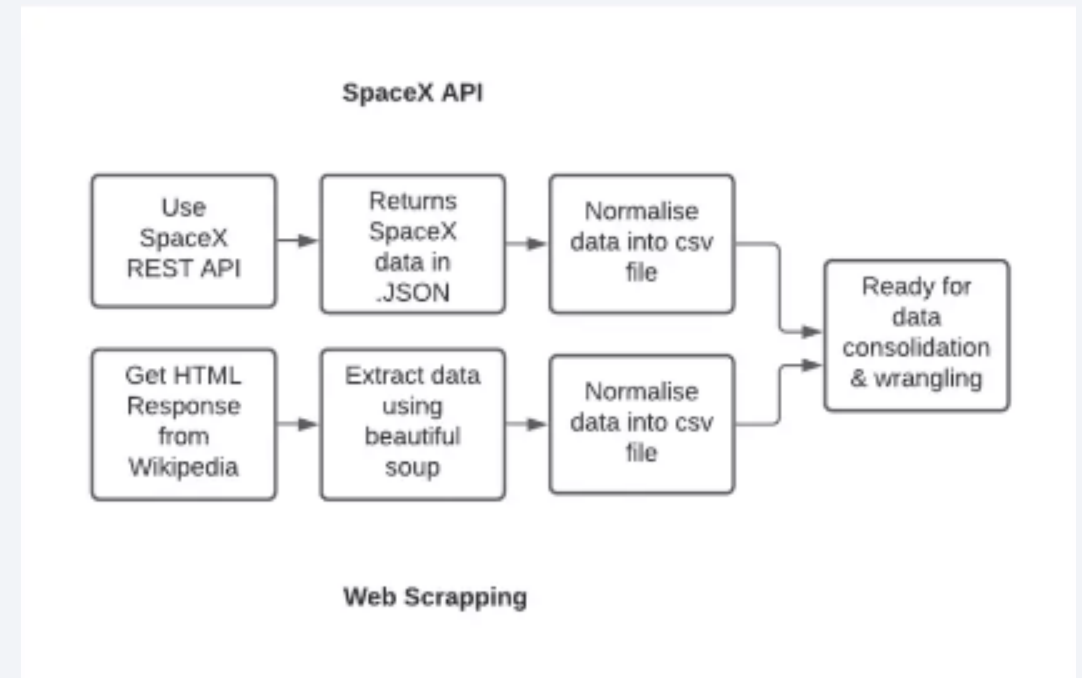 SpaceX API
Use
SpaceX
REST API
Returns
SpaceX
data in
.JSON
Normalise
data into csv
file
Get HTML
Response
from
Wikipedia
Extract data
using
beautiful
soup
Normalise
data into csv
file
Ready for
data
consolidation
& wrangling
Web Scrapping